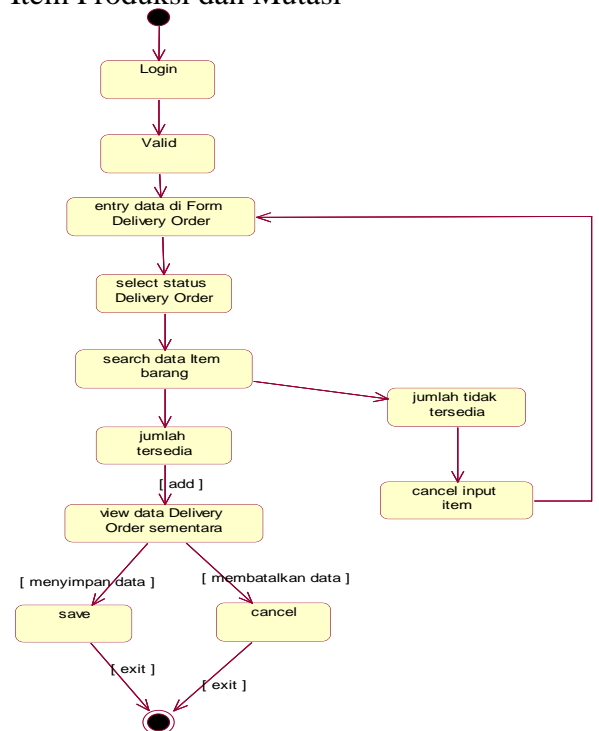 Item Produksi dan Mutasi
Login
Valid
entry data di Form
Delivery Order
select status
Delivery Order
search data Item
barang
jumlah tidak
tersedia
jumlah
tersedia
[ add ]
cancel input
item
view data Delivery
Order sementara
[ menyimpan data ]
[ membatalkan data ]
save
cancel
[ exit ]
[ exit ]